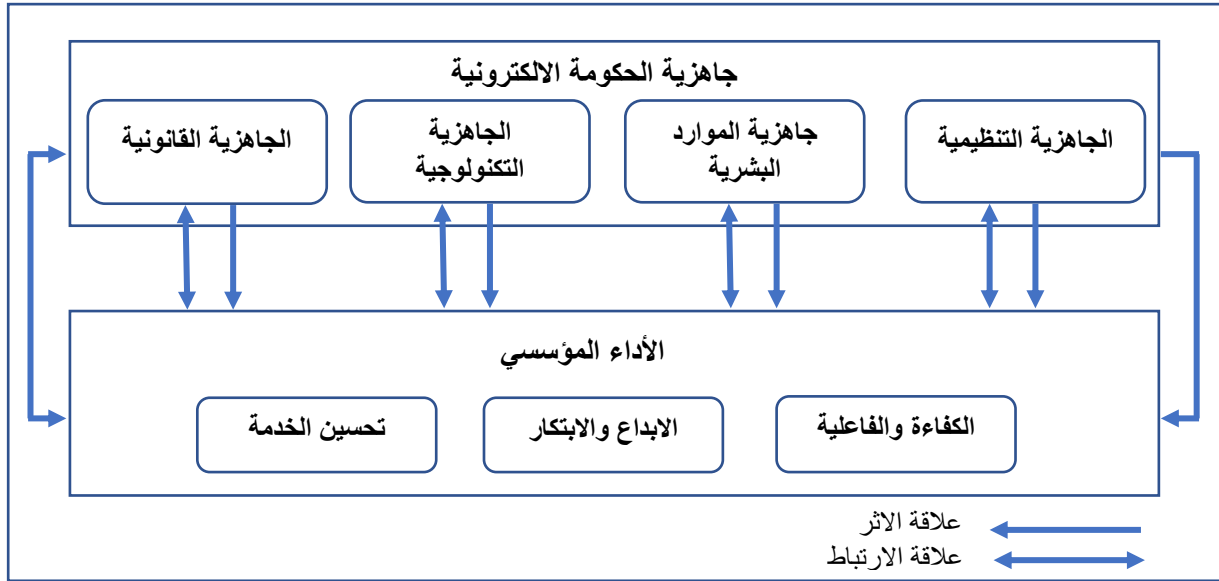 جاهزية الحكومة الالكترونية
الجاهزية التنظيمية
جاهزية الموارد
البشرية
الجاهزية
التكنولوجية
الجاهزية القانونية
الأداء المؤسسي
الكفاءة والفاعلية
الابداع والابتكار
تحسين الخدمة
علاقة الاثر
علاقة الارتباط